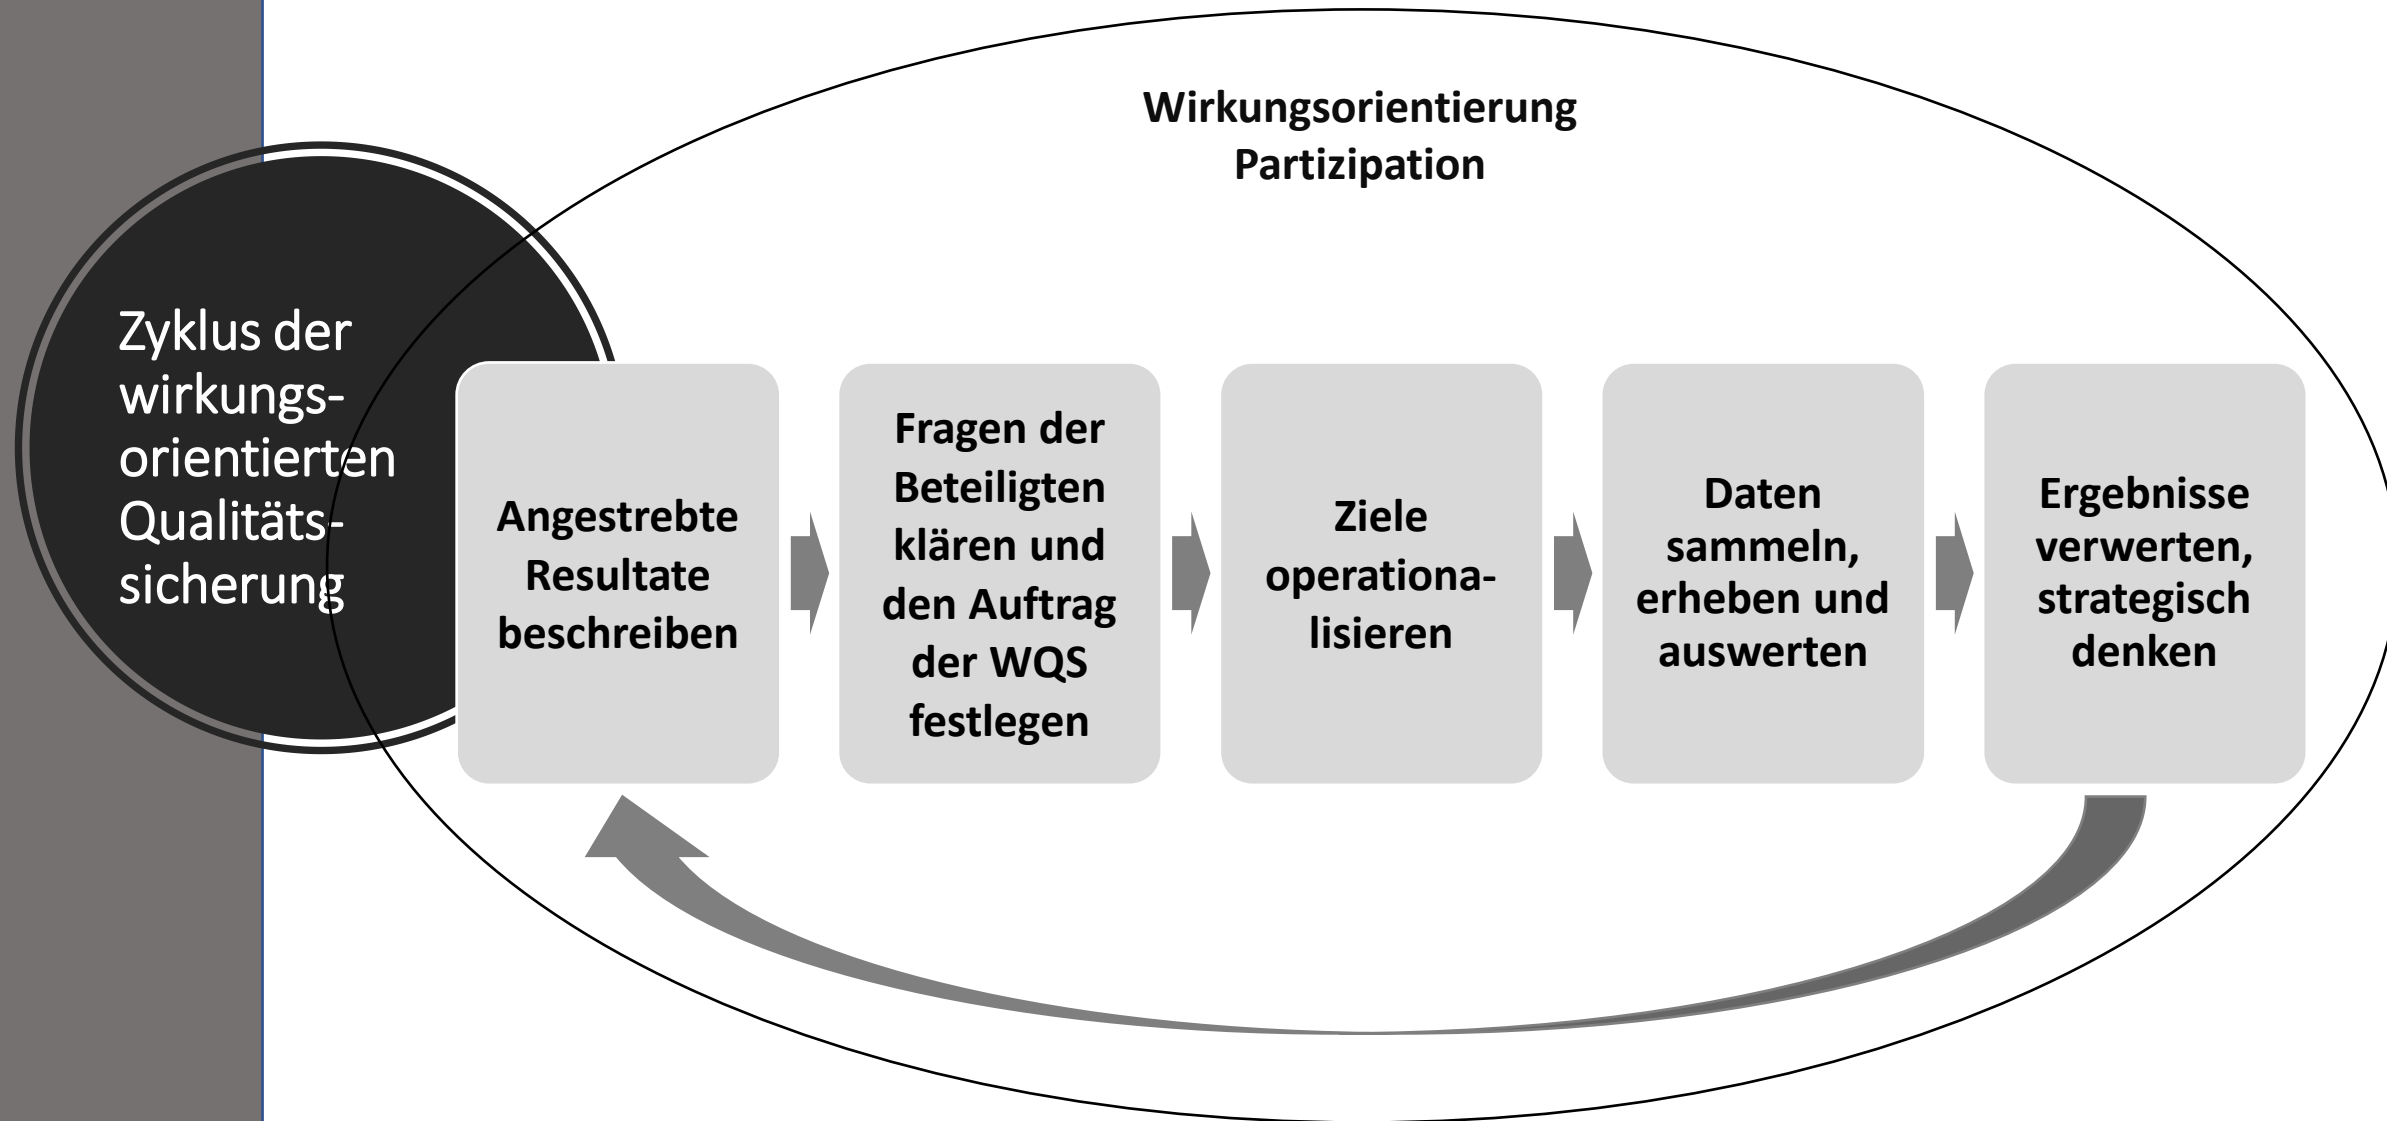 Wirkungsorientierung
Partizipation
Zyklus der
wirkungs-
orientierten
Qualitäts-
sicherung
Angestrebte
Resultate
beschreiben
Fragen der
Beteiligten
klären und
den Auftrag
der WQS
festlegen
Ziele
operationa-
lisieren
Daten
sammeln,
erheben und
auswerten
Ergebnisse
verwerten,
strategisch
denken